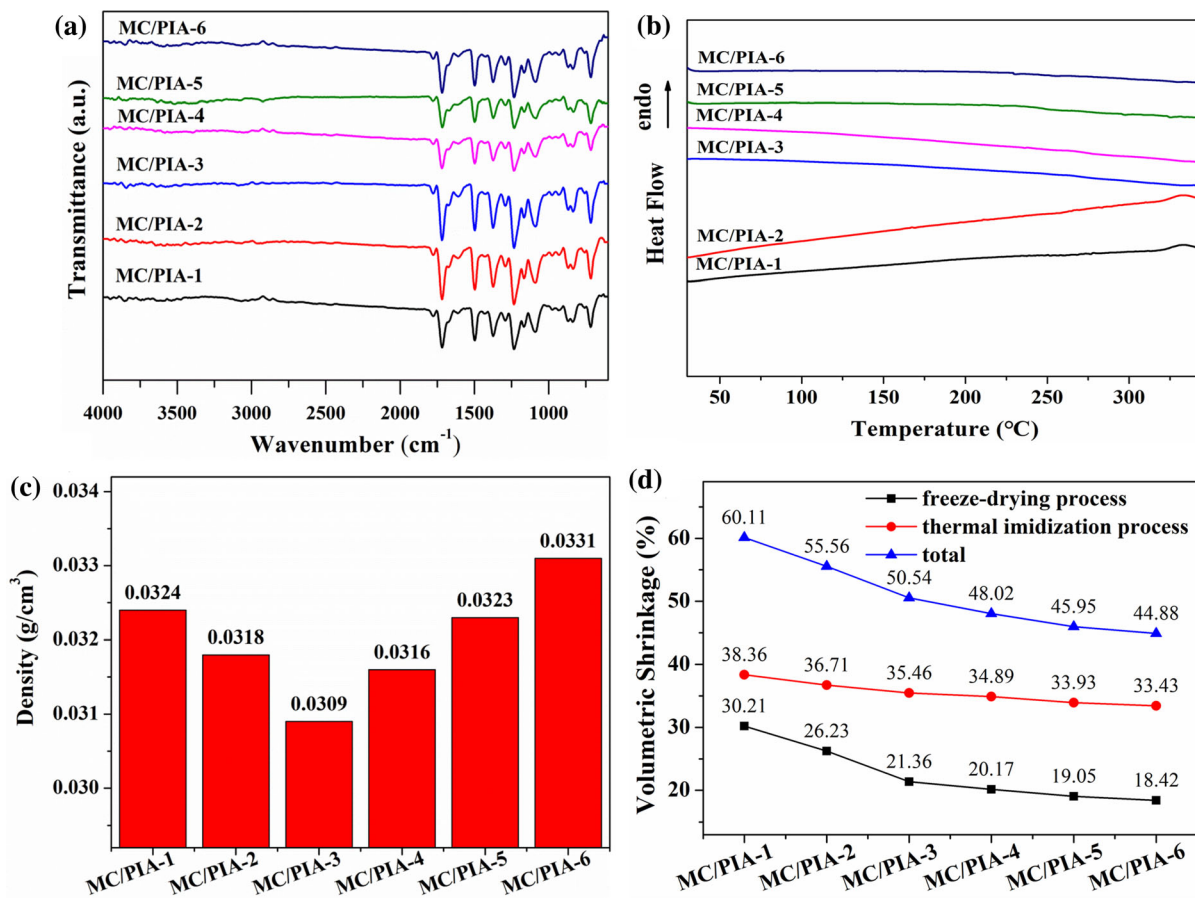 (a)
MC/PIA-6
MC/PIA-5
MC/PIA-4
MC/PIA-3
MC/PIA-2
MC/PIA-1
Transmittance (a.u.)
4000 3500 3000 2500 2000 1500 1000
Wavenumber (cm⁻¹)
(b)
MC/PIA-6
MC/PIA-5
MC/PIA-4
MC/PIA-3
MC/PIA-2
MC/PIA-1
Heat Flow endo
50 100 150 200 250 300
Temperature (°C)
(c)
0.034
0.033
0.032
0.031
0.030
Density (g/cm³)
0.0324
0.0318
0.0309
0.0316
0.0323
0.0331
MC/PIA-1 MC/PIA-2 MC/PIA-3 MC/PIA-4 MC/PIA-5 MC/PIA-6
(d)
freeze-drying process
thermal imidization process
total
Volumetric Shrinkage (%)
60
50
40
30
20
60.11 55.56 50.54 48.02 45.95 44.88
38.36 36.71 35.46 34.89 33.93 33.43
30.21 26.23 21.36 20.17 19.05 18.42
MC/PIA-1 MC/PIA-2 MC/PIA-3 MC/PIA-4 MC/PIA-5 MC/PIA-6